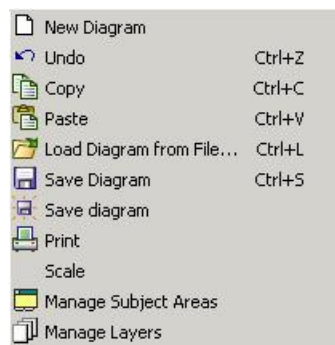 New Diagram
Undo Ctrl+Z
Copy Ctrl+C
Paste Ctrl+V
Load Diagram from File... Ctrl+L
Save Diagram Ctrl+S
Save diagram
Print
Scale
Manage Subject Areas
Manage Layers